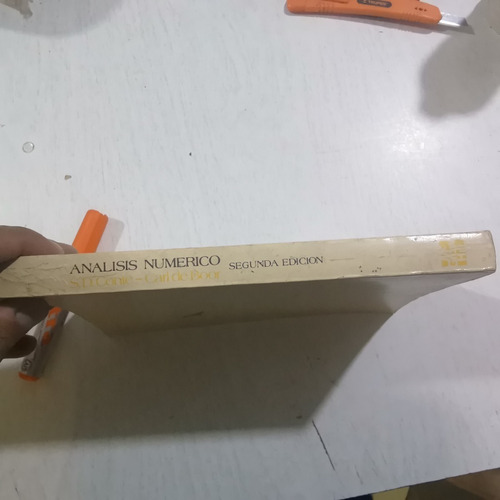 ANALISIS NUMERICO SEGUNDA EDICION
S.D. Conte - Carl de Boor